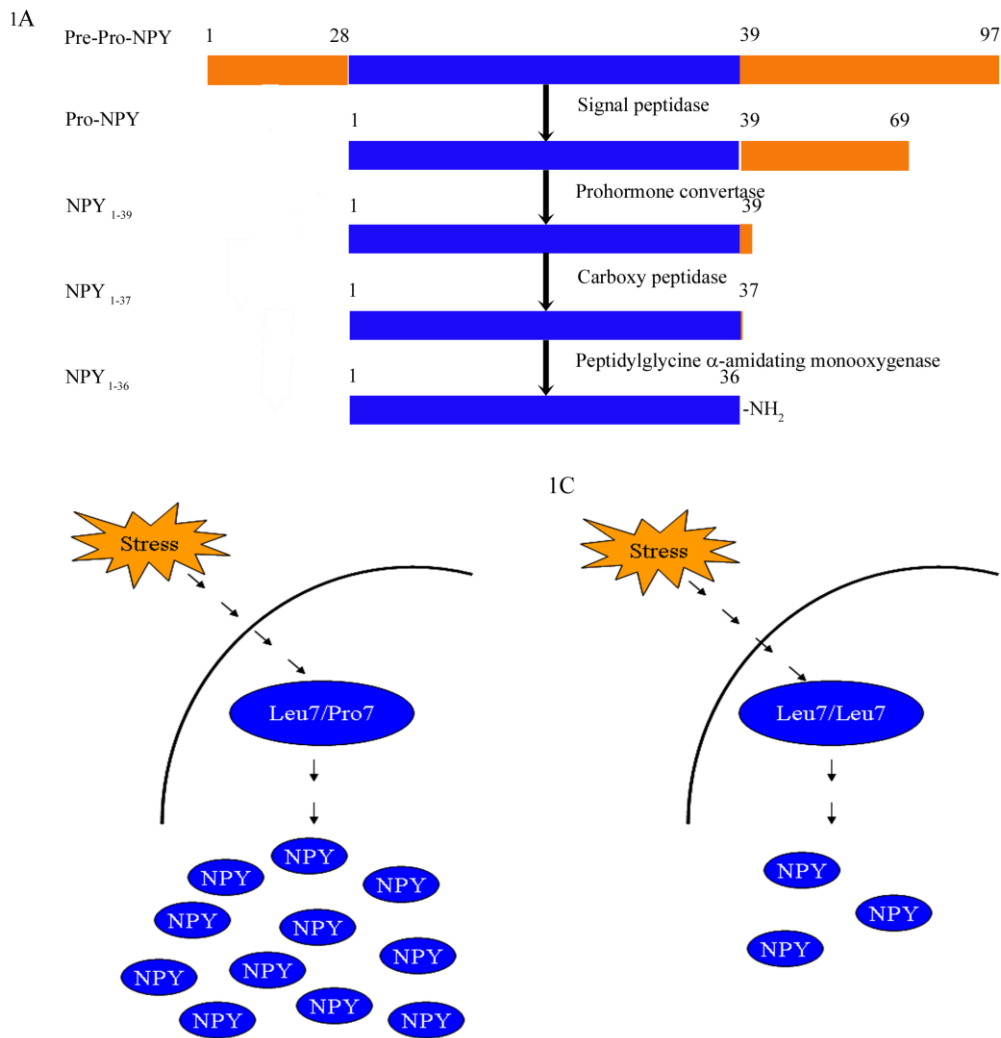 1A
Pre-Pro-NPY 1 28 39 97
Signal peptidase
Pro-NPY 1 39 69
Prohormone convertase
NPY 1-39 1 39
Carboxy peptidase
NPY 1-37 1 37
Peptidylglycine α-amidating monooxygenase
NPY 1-36 1 36
-NH2
1C
Stress
Leu7/Pro7
NPY
NPY
NPY
NPY
NPY
NPY
NPY
NPY
NPY
NPY
NPY
Stress
Leu7/Leu7
NPY
NPY
NPY